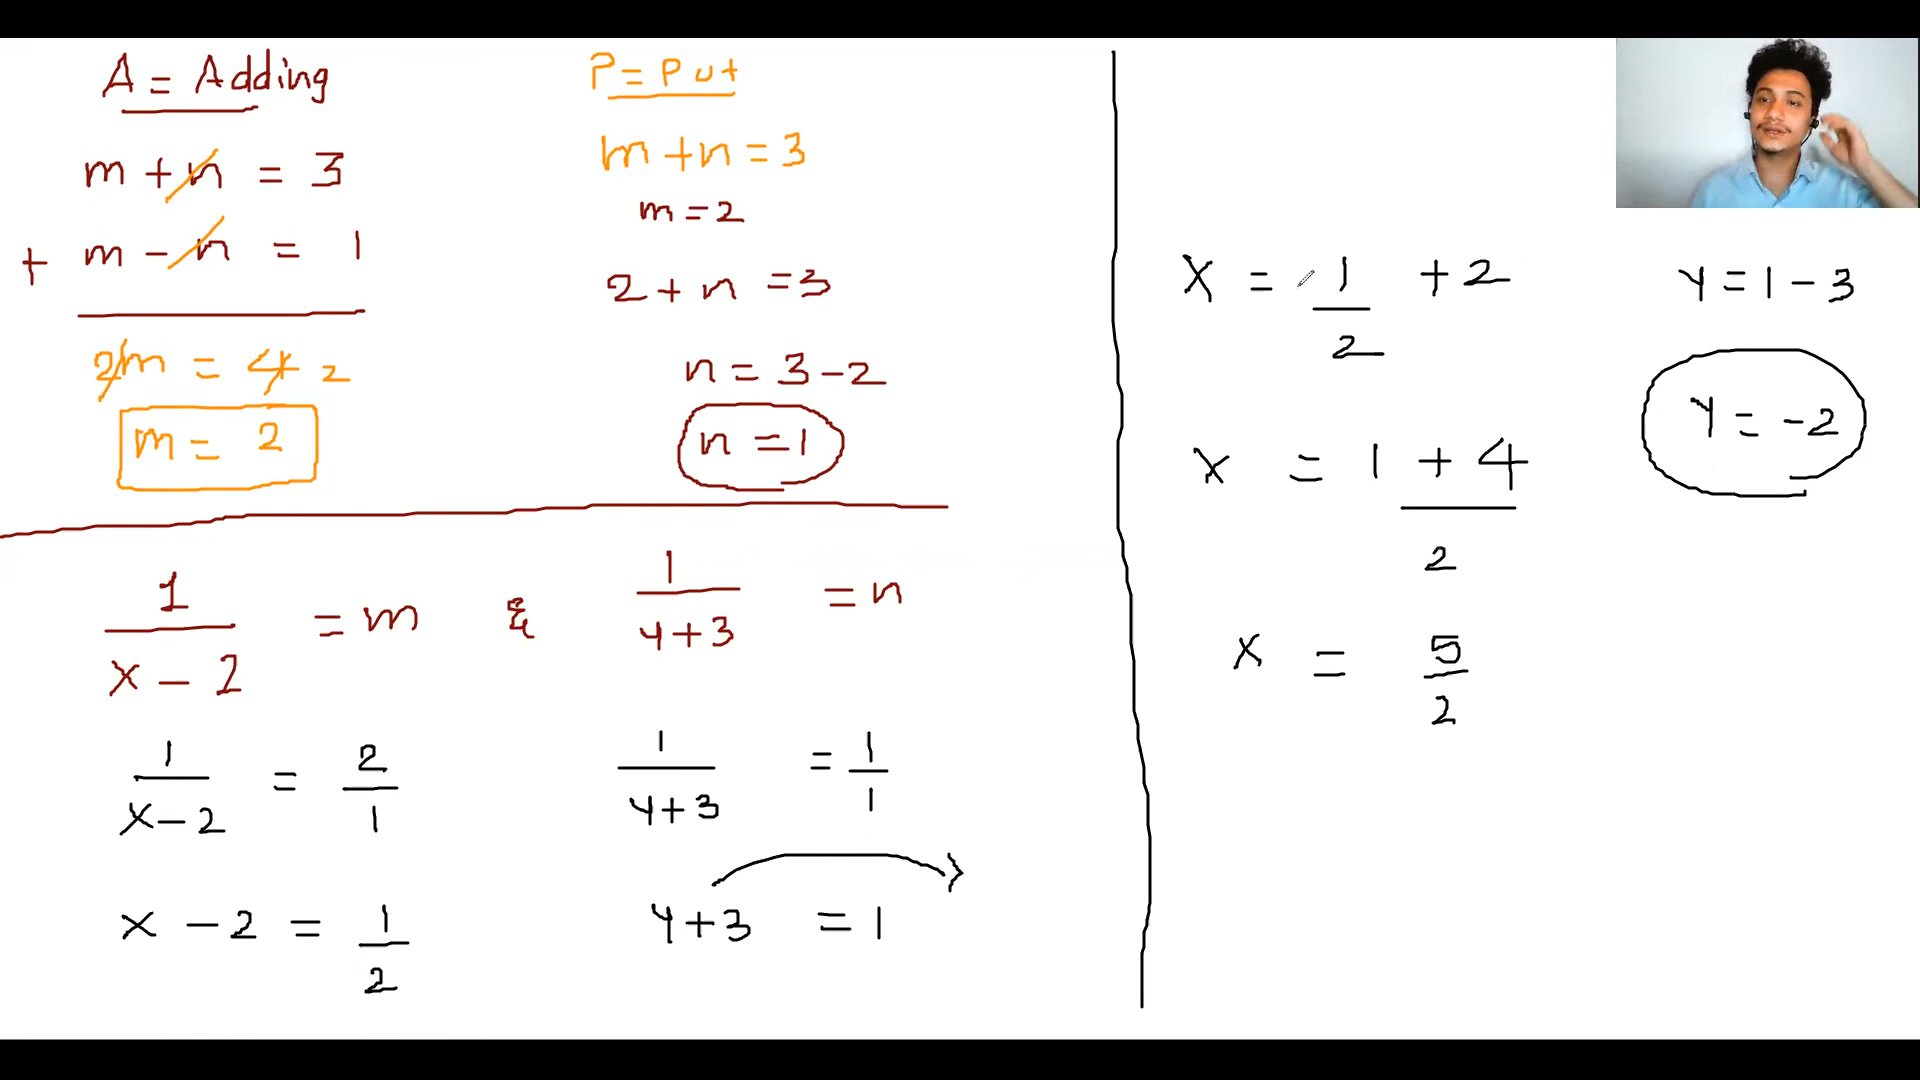 A = Adding
m + n = 3
+ m - n = 1
2m = 4 2
m = 2
P = Put
m + n = 3
m = 2
2 + n = 3
n = 3 - 2
n = 1
1
x - 2
= m & 
1
y + 3
= n
1
x - 2
=
2
1
1
y + 3
=
1
1
x - 2 =
1
2
y + 3 = 1
x =
1
2
+ 2
x =
1 + 4
2
x =
5
2
y = 1 - 3
y = -2